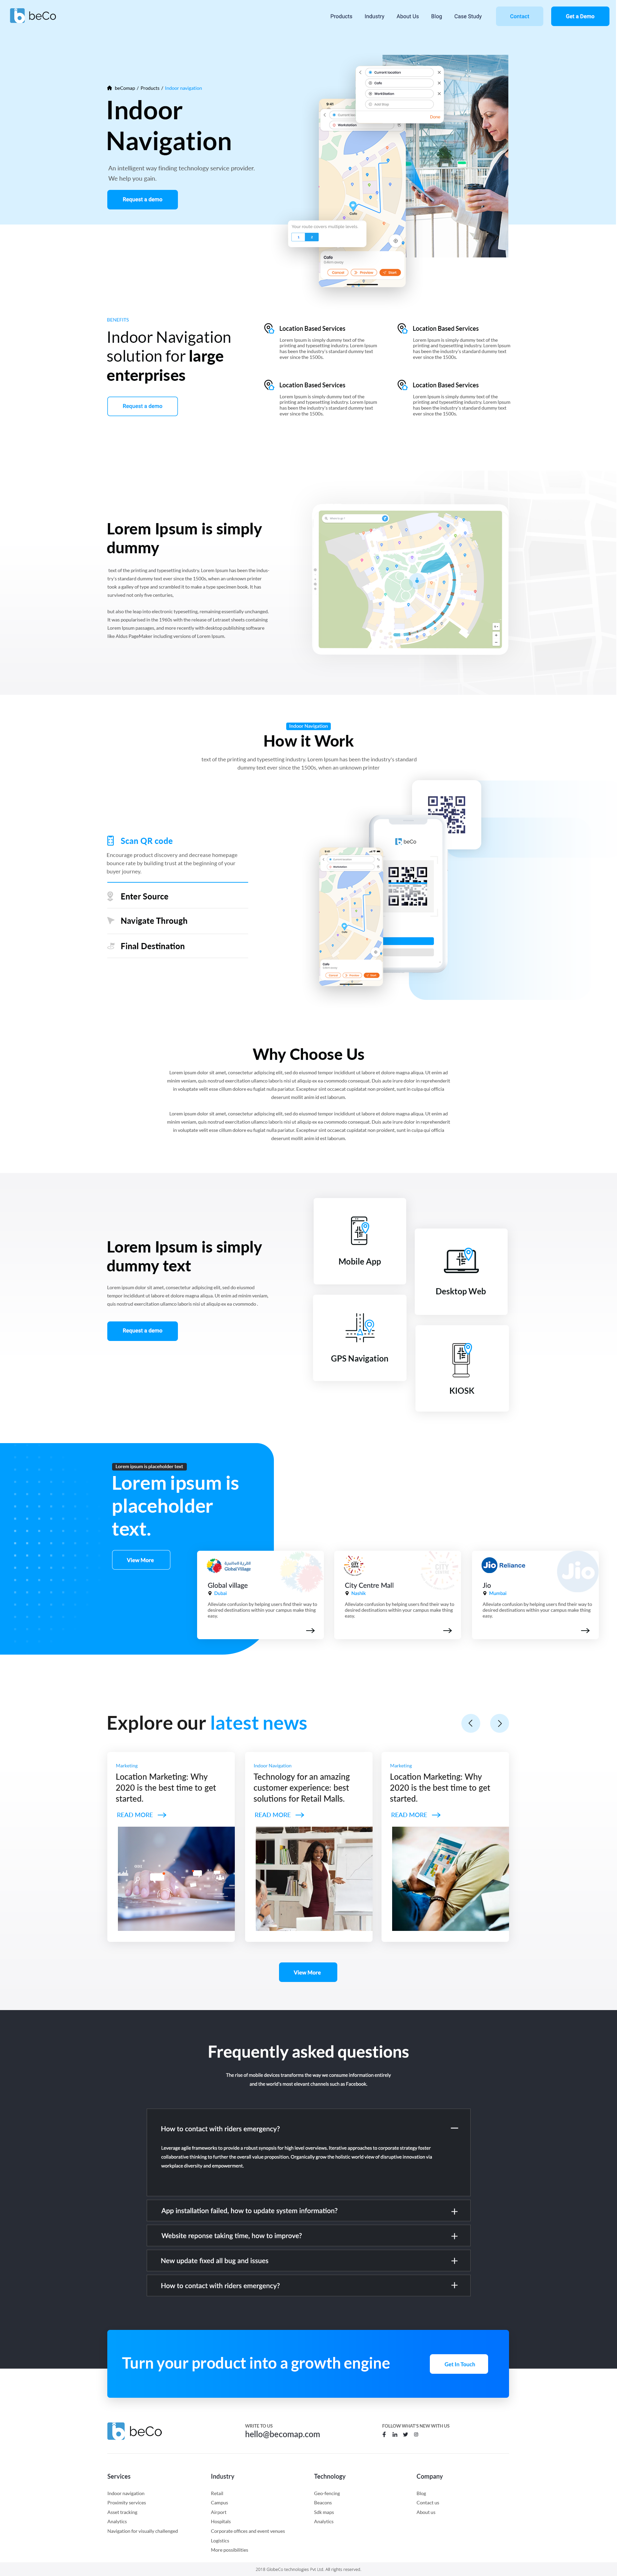 beCo
Products
Industry
About Us
Blog
Case Study
Contact
Get a Demo
beComap / Products / Indoor navigation
Indoor
Navigation
An intelligent way finding technology service provider.
We help you gain.
Request a demo
Current location
Cafe
Workstation
Add Stop
Done
9:41
Workstation
Cafe
Your route covers multiple levels.
1
2
Cafe
Cancel
Preview
Start
BENEFITS
Indoor Navigation
solution for large
enterprises
Request a demo
Location Based Services
Lorem Ipsum is simply dummy text of the
printing and typesetting industry. Lorem Ipsum
has been the industry's standard dummy text
ever since the 1500s.
Location Based Services
Lorem Ipsum is simply dummy text of the
printing and typesetting industry. Lorem Ipsum
has been the industry's standard dummy text
ever since the 1500s.
Location Based Services
Lorem Ipsum is simply dummy text of the
printing and typesetting industry. Lorem Ipsum
has been the industry's standard dummy text
ever since the 1500s.
Location Based Services
Lorem Ipsum is simply dummy text of the
printing and typesetting industry. Lorem Ipsum
has been the industry's standard dummy text
ever since the 1500s.
Lorem Ipsum is simply
dummy
text of the printing and typesetting industry. Lorem Ipsum has been the indus-
try's standard dummy text ever since the 1500s, when an unknown printer
took a galley of type and scrambled it to make a type specimen book. It has
survived not only five centuries,
but also the leap into electronic typesetting, remaining essentially unchanged.
It was popularised in the 1960s with the release of Letraset sheets containing
Lorem Ipsum passages, and more recently with desktop publishing software
like Aldus PageMaker including versions of Lorem Ipsum.
Indoor Navigation
How it Work
text of the printing and typesetting industry. Lorem Ipsum has been the industry's standard
dummy text ever since the 1500s, when an unknown printer
Scan QR code
Encourage product discovery and decrease homepage
bounce rate by building trust at the beginning of your
buyer journey.
Enter Source
Navigate Through
Final Destination
beCo
Workstation
Cafe
Cafe
Cancel
Preview
Start
Why Choose Us
Lorem ipsum dolor sit amet, consectetur adipiscing elit, sed do eiusmod tempor incididunt ut labore et dolore magna aliqua. Ut enim ad
minim veniam, quis nostrud exercitation ullamco laboris nisi ut aliquip ex ea commodo consequat. Duis aute irure dolor in reprehenderit
in voluptate velit esse cillum dolore eu fugiat nulla pariatur. Excepteur sint occaecat cupidatat non proident, sunt in culpa qui officia
deserunt mollit anim id est laborum.
Lorem ipsum dolor sit amet, consectetur adipiscing elit, sed do eiusmod tempor incididunt ut labore et dolore magna aliqua. Ut enim ad
minim veniam, quis nostrud exercitation ullamco laboris nisi ut aliquip ex ea commodo consequat. Duis aute irure dolor in reprehenderit
in voluptate velit esse cillum dolore eu fugiat nulla pariatur. Excepteur sint occaecat cupidatat non proident, sunt in culpa qui officia
deserunt mollit anim id est laborum.
Lorem Ipsum is simply
dummy text
Lorem ipsum dolor sit amet, consectetur adipiscing elit, sed do eiusmod
tempor incididunt ut labore et dolore magna aliqua. Ut enim ad minim veniam,
quis nostrud exercitation ullamco laboris nisi ut aliquip ex ea commodo .
Request a demo
Mobile App
Desktop Web
GPS Navigation
KIOSK
Lorem ipsum is placeholder text
Lorem ipsum is
placeholder
text.
View More
Global Village
Global village
Dubai
Alleviate confusion by helping users find their way to
desired destinations within your campus make thing
easy.
CITY
City Centre Mall
Nashik
Alleviate confusion by helping users find their way to
desired destinations within your campus make thing
easy.
Jio Reliance
Jio
Jio
Mumbai
Alleviate confusion by helping users find their way to
desired destinations within your campus make thing
easy.
Explore our latest news
Marketing
Location Marketing: Why
2020 is the best time to get
started.
READ MORE
Indoor Navigation
Technology for an amazing
customer experience: best
solutions for Retail Malls.
READ MORE
Marketing
Location Marketing: Why
2020 is the best time to get
started.
READ MORE
View More
Frequently asked questions
The rise of mobile devices transforms the way we consume information entirely
and the world's most elevant channels such as Facebook.
How to contact with riders emergency?
Leverage agile frameworks to provide a robust synopsis for high level overviews. Iterative approaches to corporate strategy foster
collaborative thinking to further the overall value proposition. Organically grow the holistic world view of disruptive innovation via
workplace diversity and empowerment.
App installation failed, how to update system information?
Website reponse taking time, how to improve?
New update fixed all bug and issues
How to contact with riders emergency?
Turn your product into a growth engine
Get In Touch
beCo
WRITE TO US
hello@becomap.com
FOLLOW WHAT'S NEW WITH US
Services
Indoor navigation
Proximity services
Asset tracking
Analytics
Navigation for visually challenged
Industry
Retail
Campus
Airport
Hospitals
Corporate offices and event venues
Logistics
More possibilities
Technology
Geo-fencing
Beacons
Sdk maps
Analytics
Company
Blog
Contact us
About us
2018 GlobeCo technologies Pvt Ltd. All rights reserved.